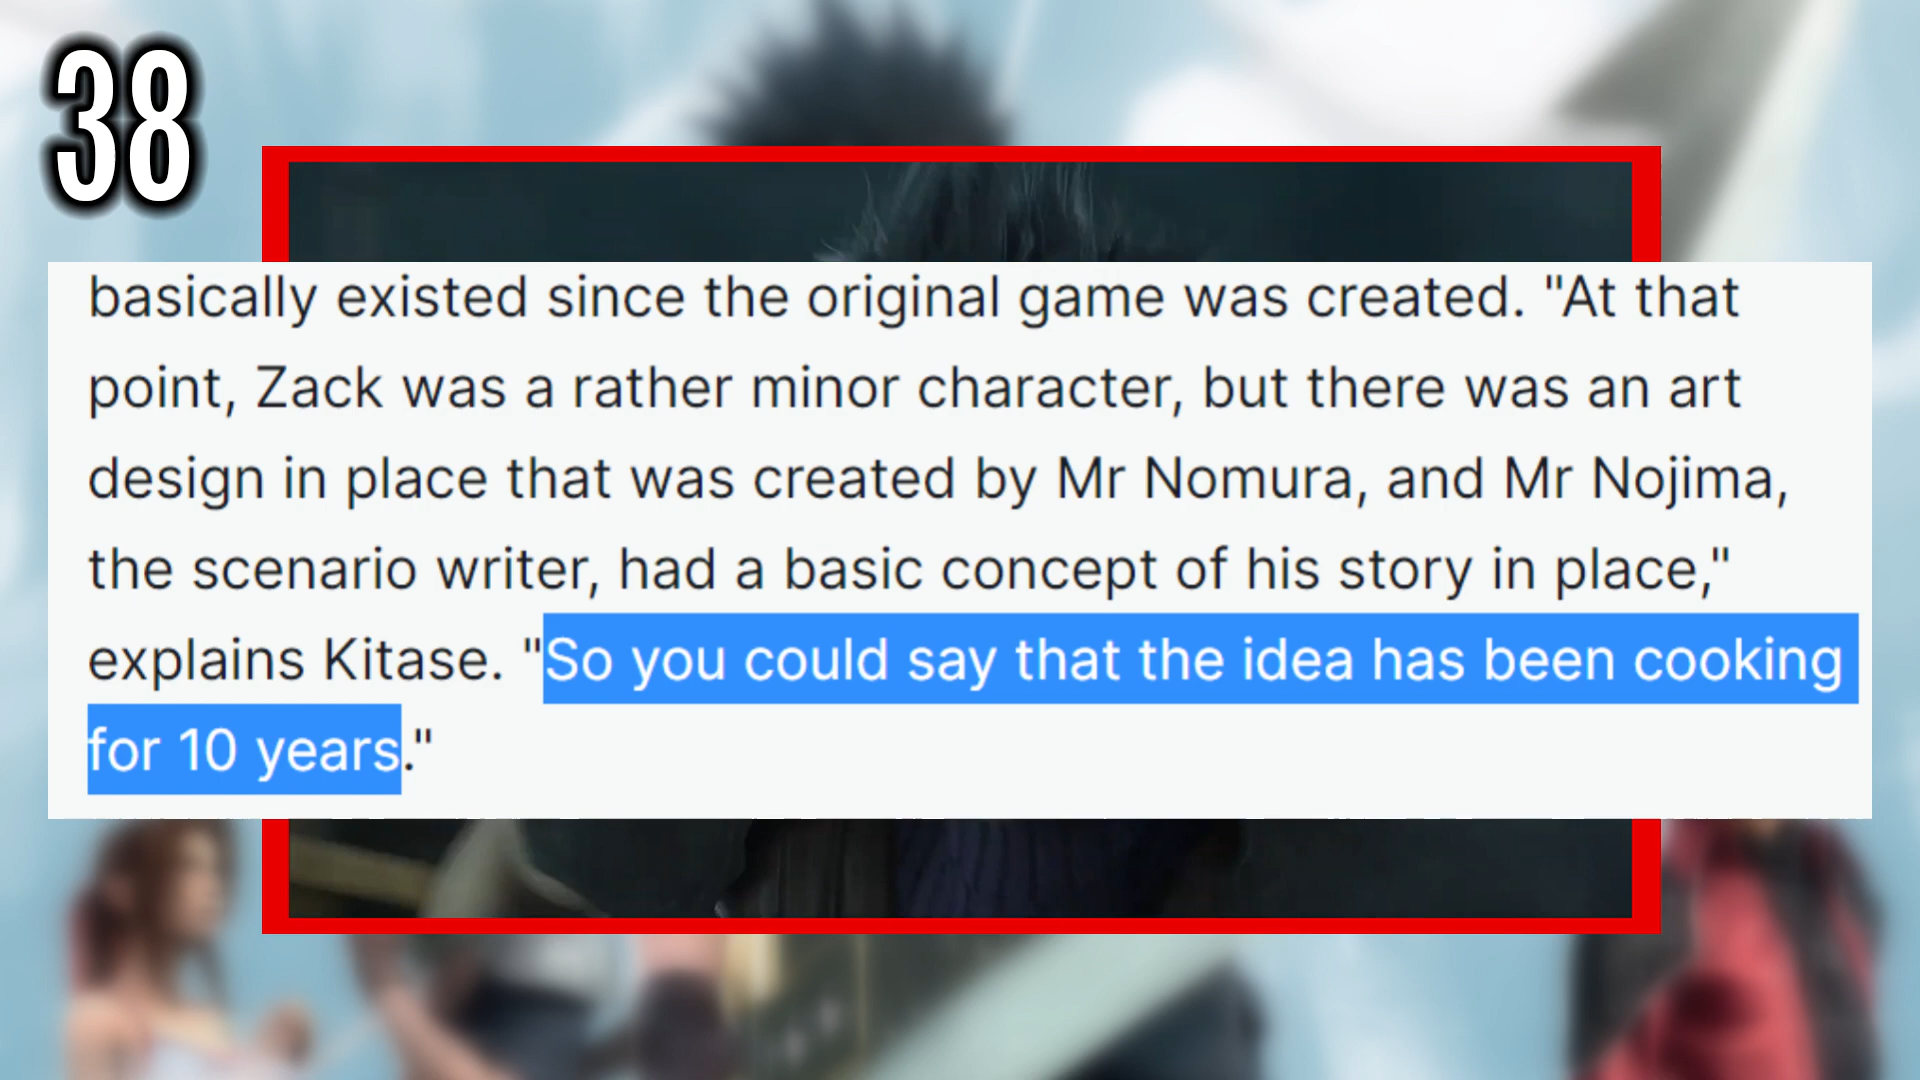 38
basically existed since the original game was created. "At that
point, Zack was a rather minor character, but there was an art
design in place that was created by Mr Nomura, and Mr Nojima,
the scenario writer, had a basic concept of his story in place,"
explains Kitase. "So you could say that the idea has been cooking
for 10 years."